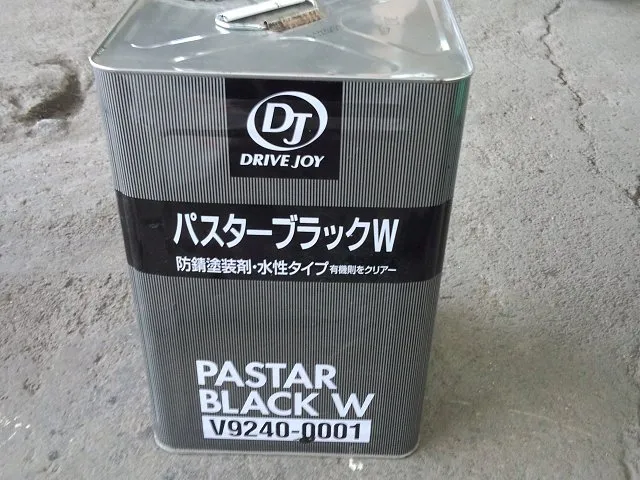 DJ
DRIVE JOY
パスターブラックW
防錆塗装剤・水性タイプ 有機則をクリアー
PASTAR
BLACK W
V9240-0001